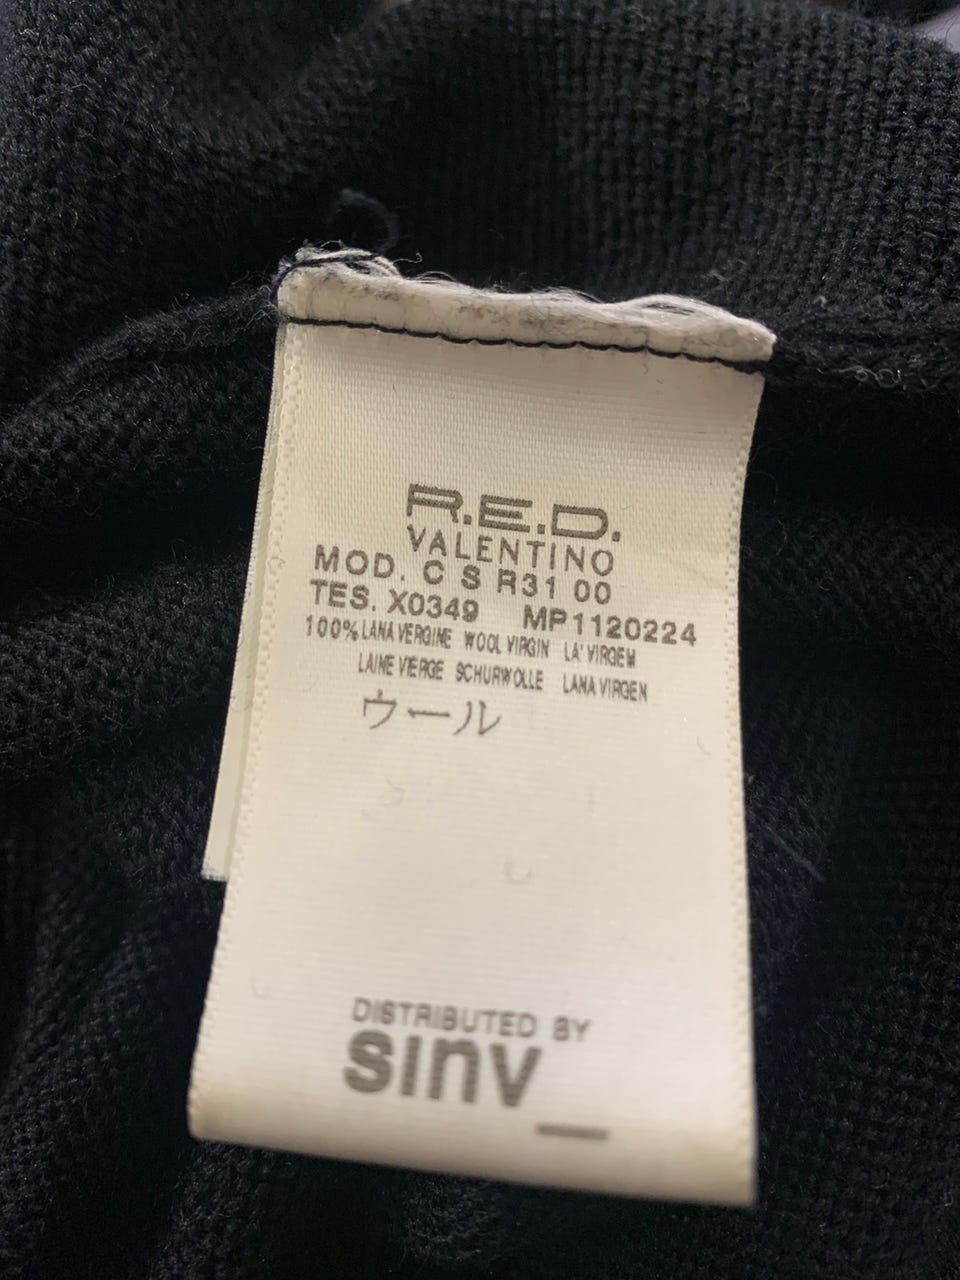 R.E.D.
VALENTINO
MOD. C S R31 00
TES. X0349 MP1120224
100% LANA VERGINE WOOL VIRGIN LA' VIRGEM
LAINE VIERGE SCHURWOLLE LANA VIRGEN
ウール
DISTRIBUTED BY
sinv_